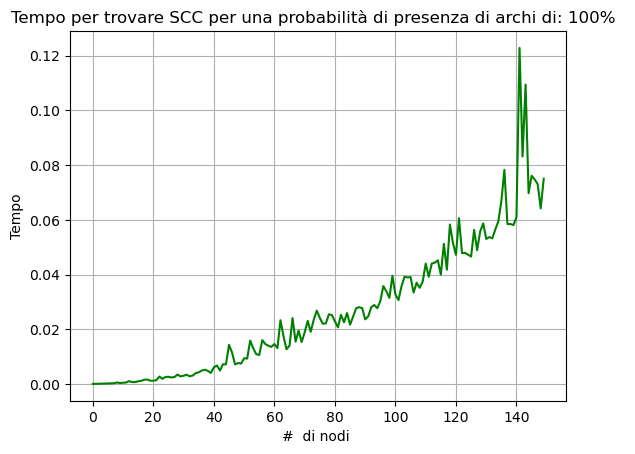 Tempo per trovare SCC per una probabilità di presenza di archi di: 100%
0.12
0.10
0.08
0.06
0.04
0.02
0.00
Tempo
0 20 40 60 80 100 120 140
#  di nodi